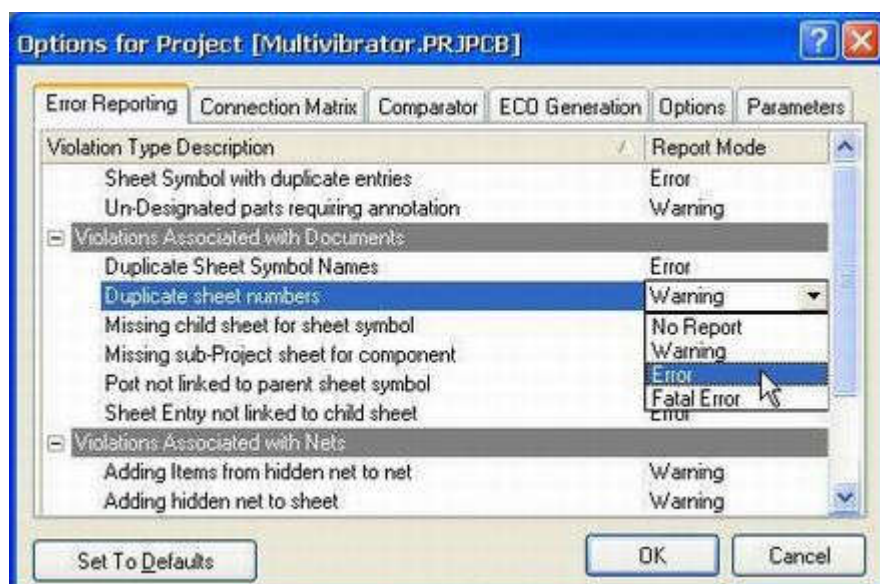 Options for Project [Multivibrator.PRJPCB]
Error Reporting Connection Matrix Comparator ECO Generation Options Parameters
Violation Type Description Report Mode
Sheet Symbol with duplicate entries Error
Un-Designated parts requiring annotation Warning
Violations Associated with Documents
Duplicate Sheet Symbol Names Error
Duplicate sheet numbers Warning
Missing child sheet for sheet symbol No Report
Missing sub-Project sheet for component Warning
Port not linked to parent sheet symbol Error
Fatal Error
Sheet Entry not linked to child sheet Error
Violations Associated with Nets
Adding Items from hidden net to net Warning
Adding hidden net to sheet Warning
Set To Defaults OK Cancel